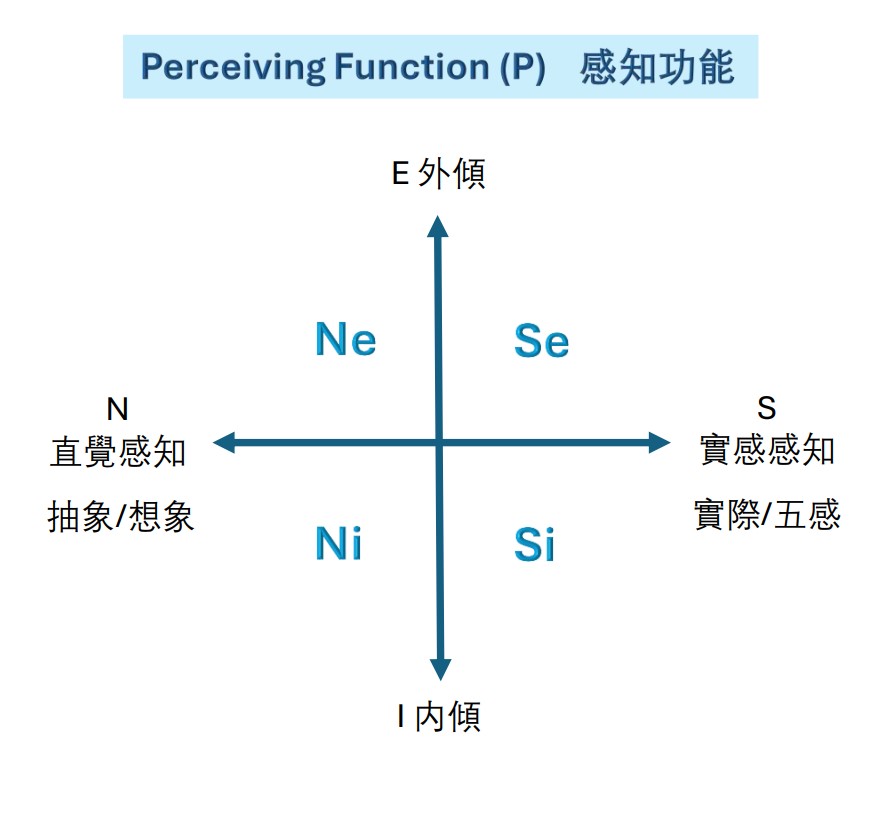 Perceiving Function (P) 感知功能
E 外傾
Ne
Se
N
直覺感知
抽象/想象
S
實感感知
實際/五感
Ni
Si
I 内傾